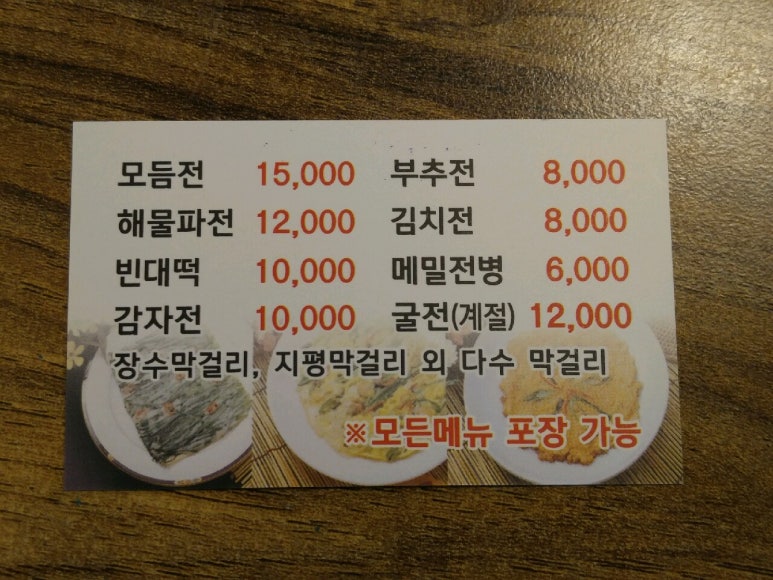 모듬전 15,000 부추전 8,000
해물파전 12,000 김치전 8,000
빈대떡 10,000 메밀전병 6,000
감자전 10,000 굴전(계절) 12,000
장수막걸리, 지평막걸리 외 다수 막걸리
※모든메뉴 포장 가능